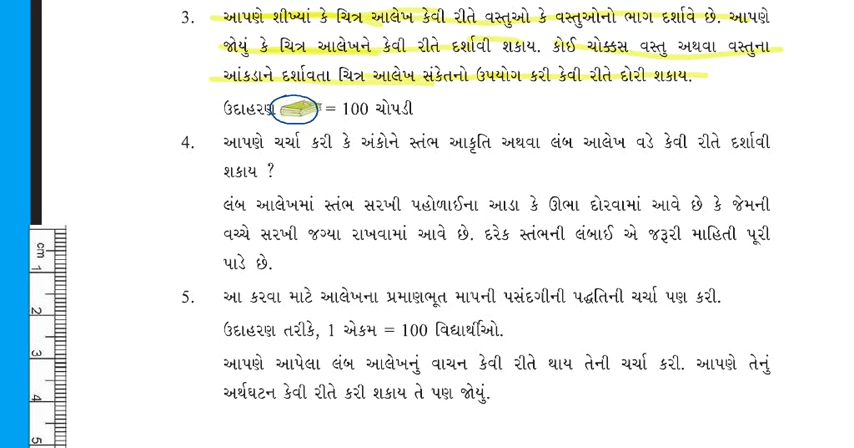 3. આપણે શીખ્યાં કે ચિત્ર આલેખ કેવી રીતે વસ્તુઓ કે વસ્તુઓનો ભાગ દર્શાવે છે. આપણે
જોયું કે ચિત્ર આલેખને કેવી રીતે દર્શાવી શકાય. કોઈ ચોક્કસ વસ્તુ અથવા વસ્તુના
આંકડાને દર્શાવતા ચિત્ર આલેખ સંકેતનો ઉપયોગ કરી કેવી રીતે દોરી શકાય.
ઉદાહરણ = 100 ચોપડી
4. આપણે ચર્ચા કરી કે અંકોને સ્તંભ આકૃતિ અથવા લંબ આલેખ વડે કેવી રીતે દર્શાવી
શકાય ?
લંબ આલેખમાં સ્તંભ સરખી પહોળાઈના આડા કે ઊભા દોરવામાં આવે છે કે જેમની
વચ્ચે સરખી જગ્યા રાખવામાં આવે છે. દરેક સ્તંભની લંબાઈ એ જરૂરી માહિતી પૂરી
પાડે છે.
5. આ કરવા માટે આલેખના પ્રમાણભૂત માપની પસંદગીની પદ્ધતિની ચર્ચા પણ કરી.
ઉદાહરણ તરીકે, 1 એકમ = 100 વિદ્યાર્થીઓ.
આપણે આપેલા લંબ આલેખનું વાચન કેવી રીતે થાય તેની ચર્ચા કરી. આપણે તેનું
અર્થઘટન કેવી રીતે કરી શકાય તે પણ જોયું.
cm
1
2
3
4
5